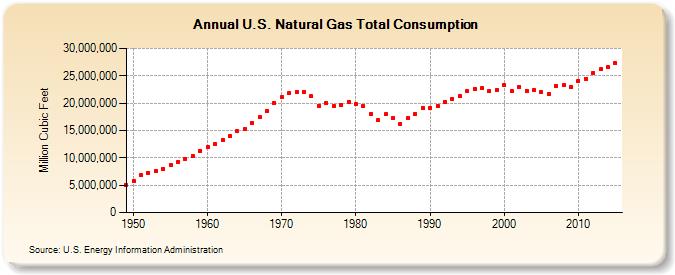 Annual U.S. Natural Gas Total Consumption
Million Cubic Feet
30,000,000
25,000,000
20,000,000
15,000,000
10,000,000
5,000,000
0
1950 1960 1970 1980 1990 2000 2010
Source: U.S. Energy Information Administration